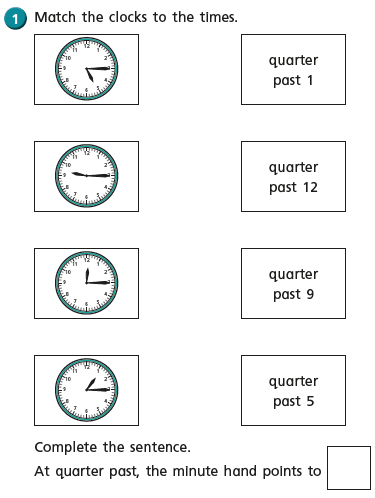 1 Match the clocks to the times.
quarter
past 1
quarter
past 12
quarter
past 9
quarter
past 5
Complete the sentence.
At quarter past, the minute hand points to